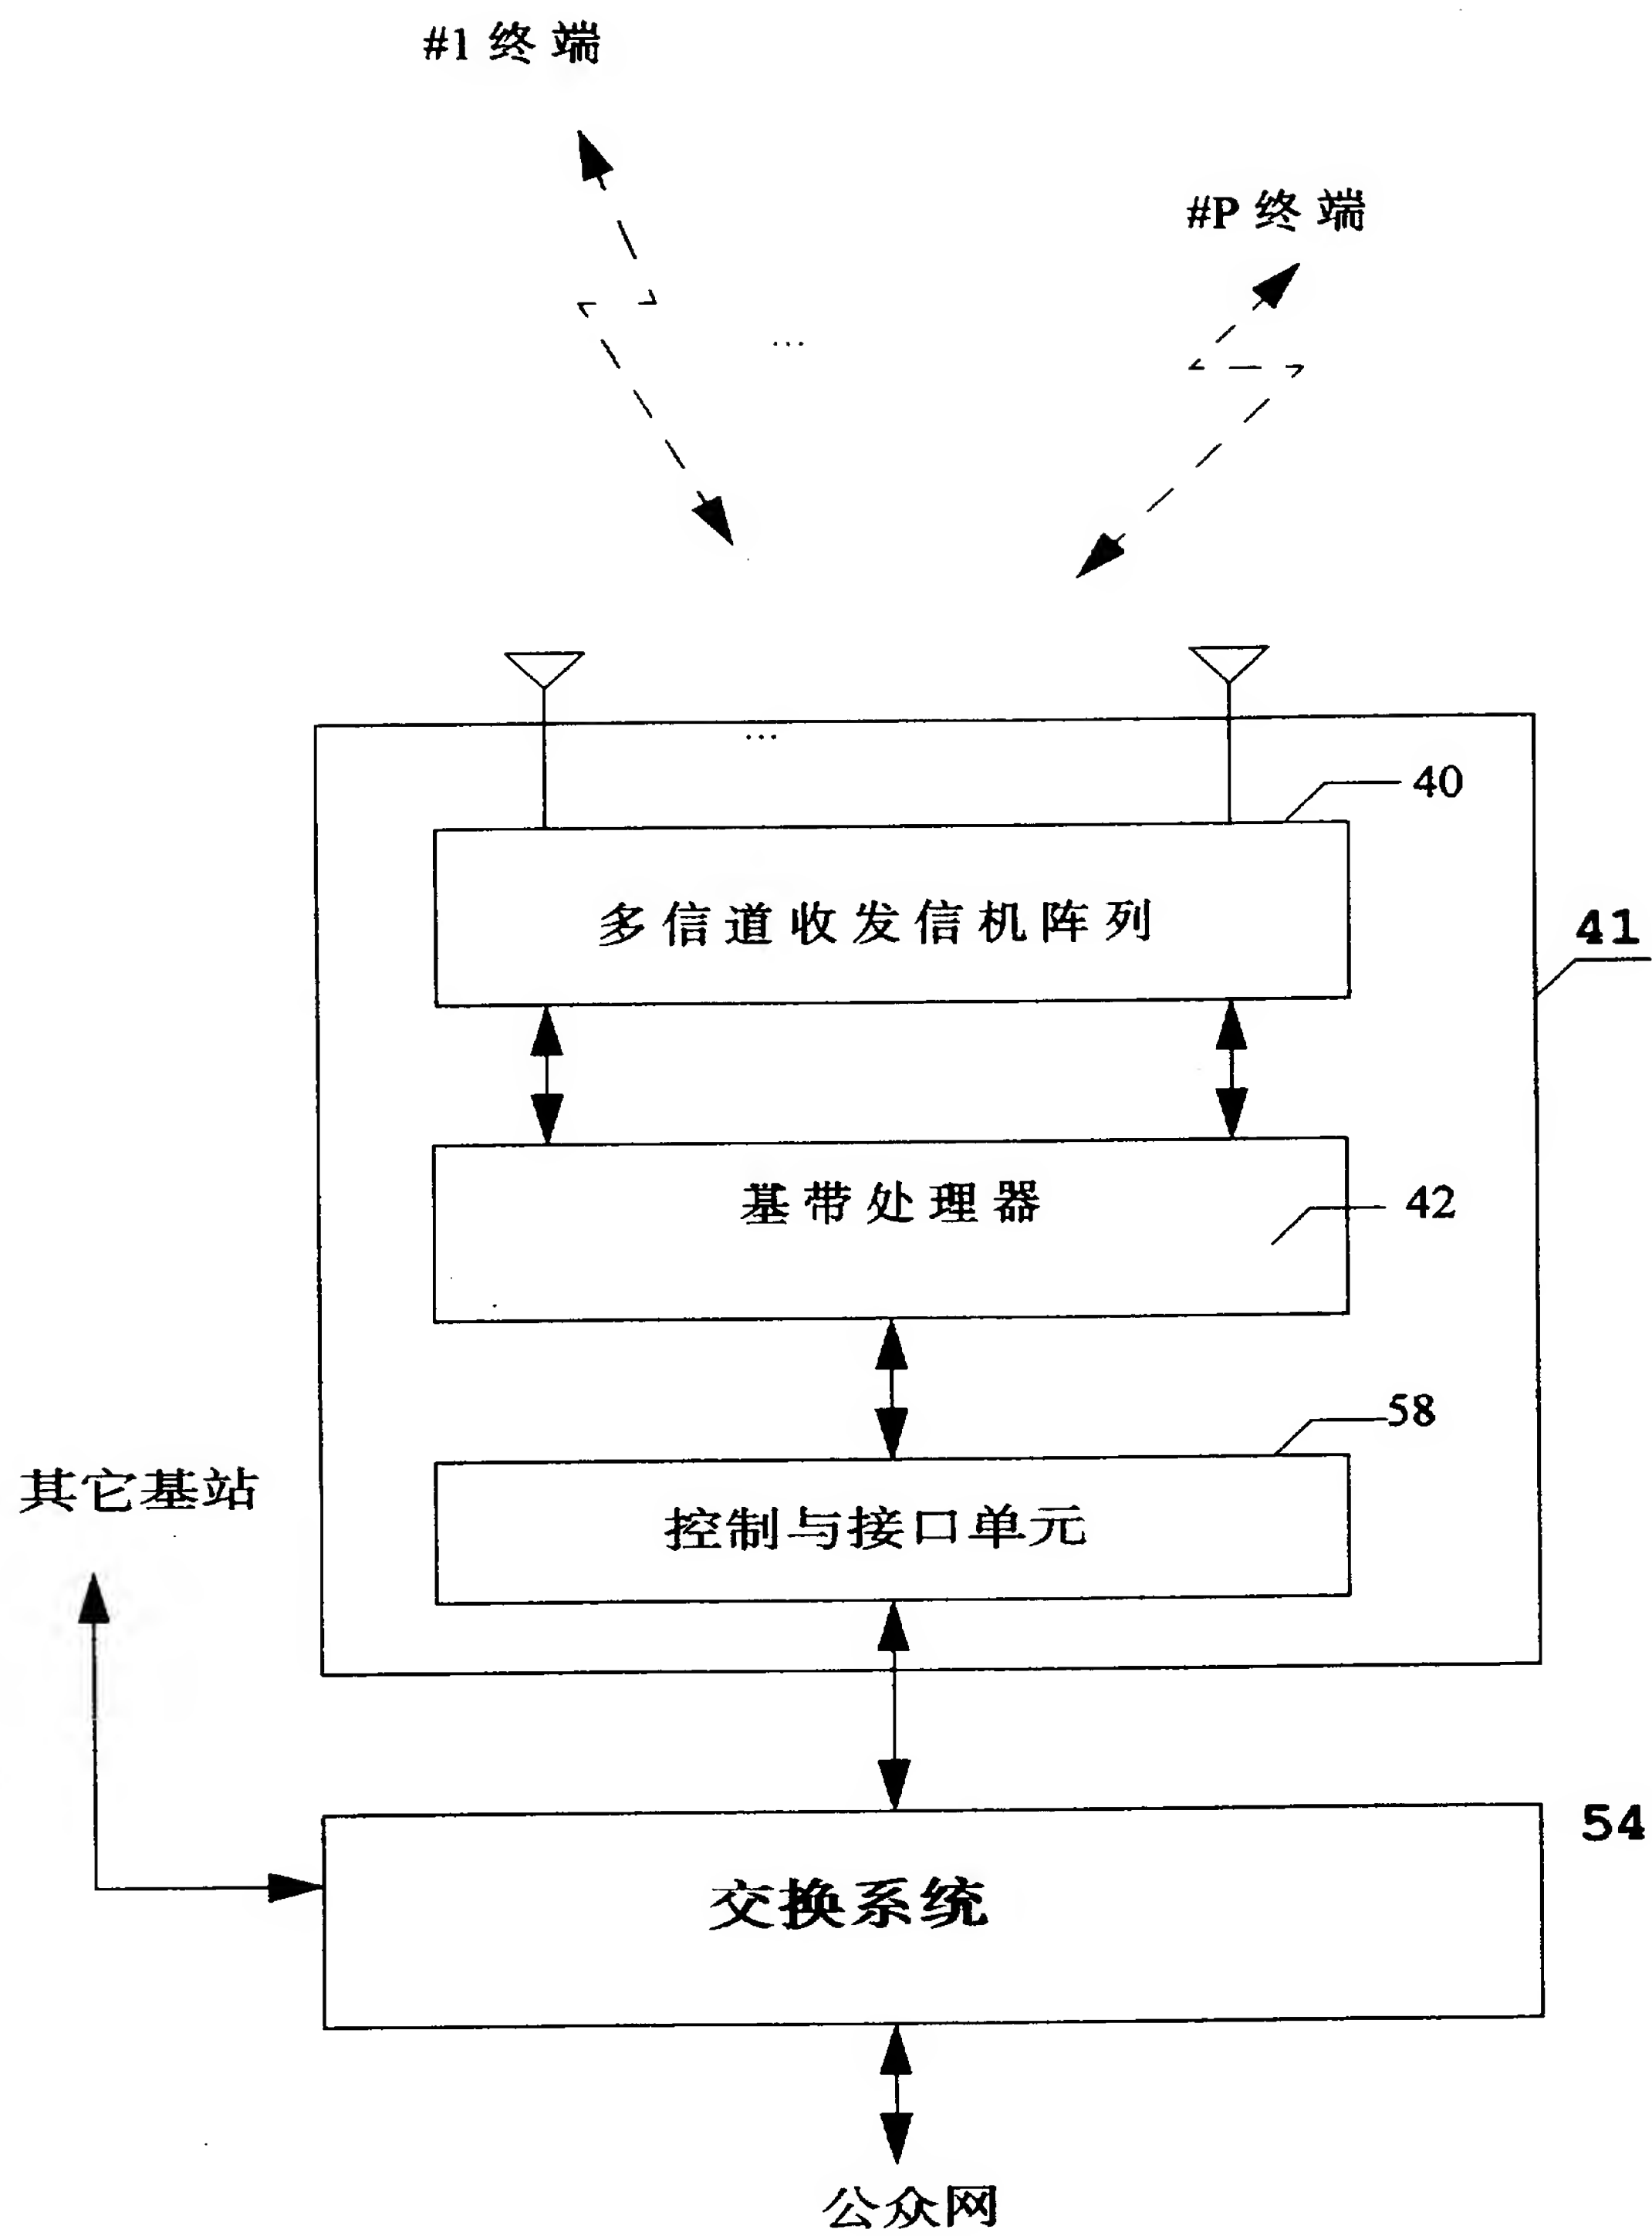 #1 终端
#P 终端
...
...
40
多信道收发信机阵列
41
基带处理器
42
58
其它基站
控制与接口单元
54
交换系统
公众网